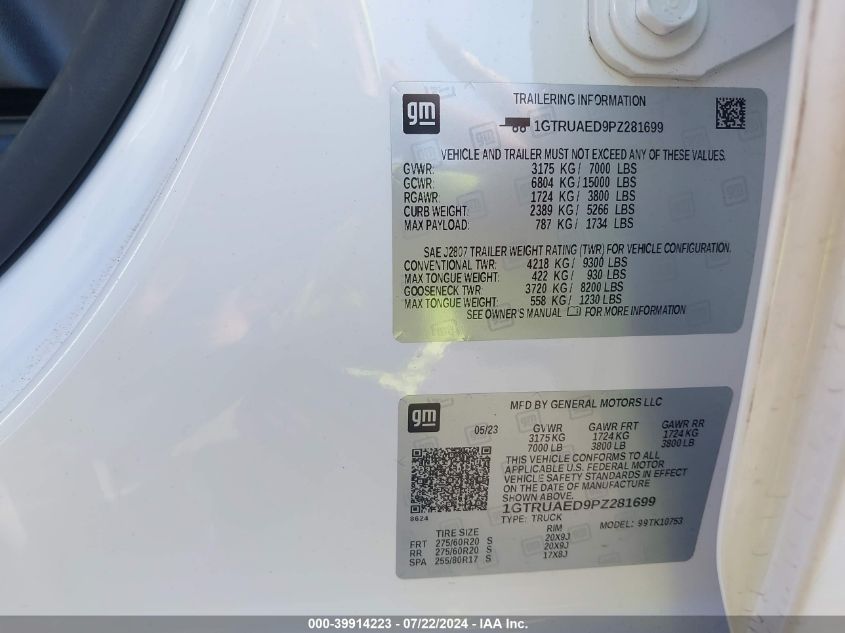 gm
TRAILERING INFORMATION
1GTRUAED9PZ281699
VEHICLE AND TRAILER MUST NOT EXCEED ANY OF THESE VALUES.
GVWR: 3175 KG/ 7000 LBS
GCWR: 6804 KG/15000 LBS
RGAWR: 1724 KG/ 3800 LBS
CURB WEIGHT: 2389 KG/ 5266 LBS
MAX PAYLOAD: 787 KG/ 1734 LBS
SAE J2807 TRAILER WEIGHT RATING (TWR) FOR VEHICLE CONFIGURATION.
CONVENTIONAL TWR: 4218 KG/ 9300 LBS
MAX TONGUE WEIGHT: 422 KG/ 930 LBS
GOOSENECK TWR: 3720 KG/ 8200 LBS
MAX TONGUE WEIGHT: 558 KG/ 1230 LBS
SEE OWNER'S MANUAL FOR MORE INFORMATION
gm
MFD BY GENERAL MOTORS LLC
05/23 GVWR GAWR FRT GAWR RR
3175 KG 1724 KG 1724 KG
7000 LB 3800 LB 3800 LB
THIS VEHICLE CONFORMS TO ALL
APPLICABLE U.S. FEDERAL MOTOR
VEHICLE SAFETY STANDARDS IN EFFECT
ON THE DATE OF MANUFACTURE
SHOWN ABOVE.
1GTRUAED9PZ281699
8624
TYPE: TRUCK MODEL: 99TK10753
TIRE SIZE RIM
FRT 275/60R20 S 20X9J
RR 275/60R20 S 20X9J
SPA 255/80R17 S 17X8J
000-39914223 - 07/22/2024 - IAA Inc.